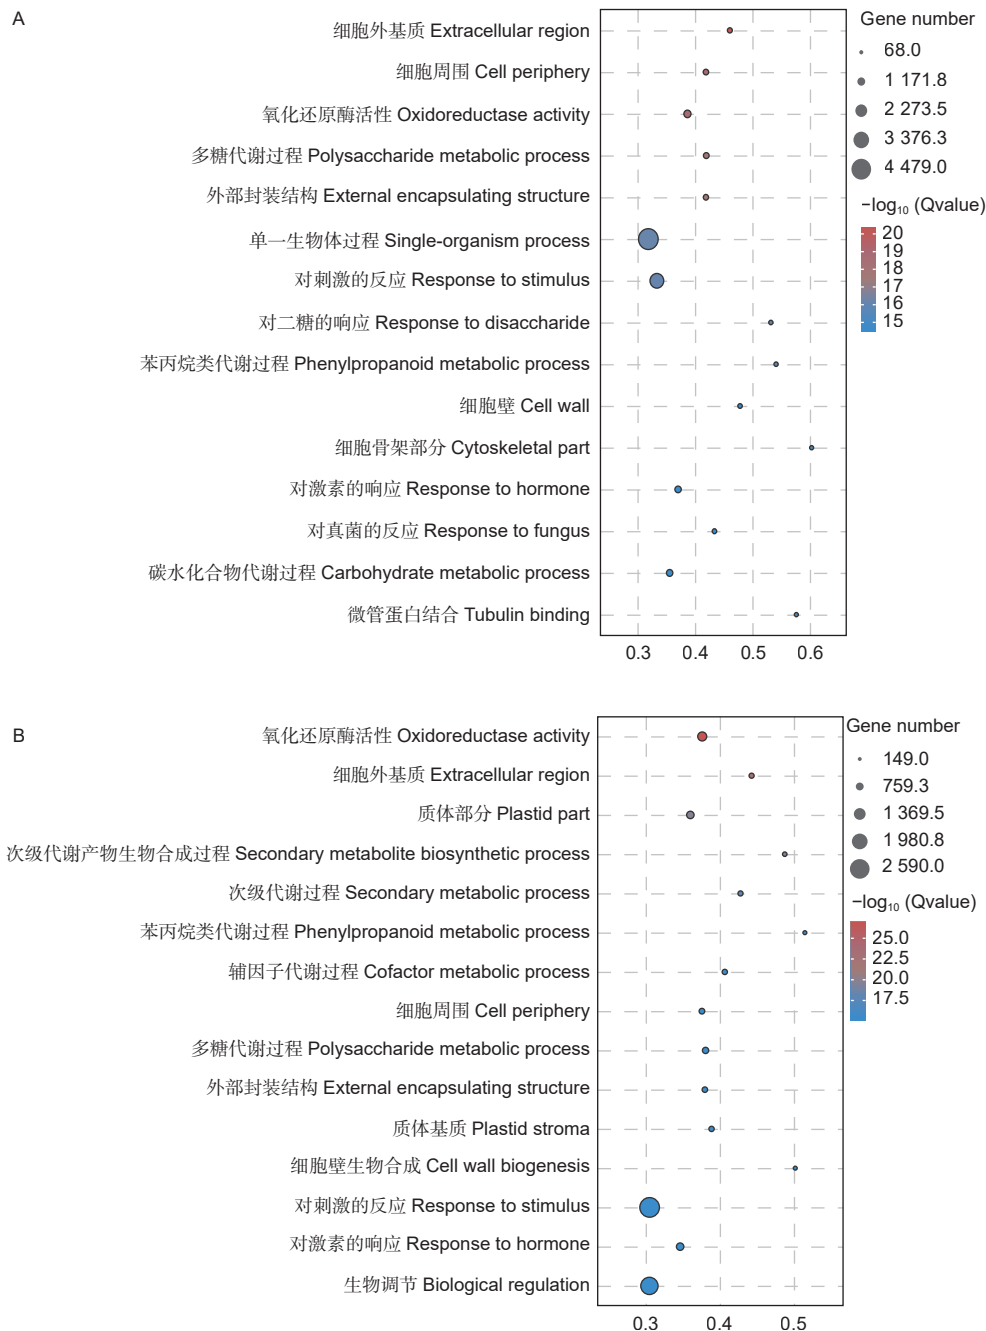 A
细胞外基质 Extracellular region
细胞周围 Cell periphery
氧化还原酶活性 Oxidoreductase activity
多糖代谢过程 Polysaccharide metabolic process
外部封装结构 External encapsulating structure
单一生物体过程 Single-organism process
对刺激的反应 Response to stimulus
对二糖的响应 Response to disaccharide
苯丙烷类代谢过程 Phenylpropanoid metabolic process
细胞壁 Cell wall
细胞骨架部分 Cytoskeletal part
对激素的响应 Response to hormone
对真菌的反应 Response to fungus
碳水化合物代谢过程 Carbohydrate metabolic process
微管蛋白结合 Tubulin binding
0.3 0.4 0.5 0.6
Gene number
68.0
1 171.8
2 273.5
3 376.3
4 479.0
−log₁₀ (Qvalue)
20
19
18
17
16
15
B
氧化还原酶活性 Oxidoreductase activity
细胞外基质 Extracellular region
质体部分 Plastid part
次级代谢产物生物合成过程 Secondary metabolite biosynthetic process
次级代谢过程 Secondary metabolic process
苯丙烷类代谢过程 Phenylpropanoid metabolic process
辅因子代谢过程 Cofactor metabolic process
细胞周围 Cell periphery
多糖代谢过程 Polysaccharide metabolic process
外部封装结构 External encapsulating structure
质体基质 Plastid stroma
细胞壁生物合成 Cell wall biogenesis
对刺激的反应 Response to stimulus
对激素的响应 Response to hormone
生物调节 Biological regulation
0.3 0.4 0.5
Gene number
149.0
759.3
1 369.5
1 980.8
2 590.0
−log₁₀ (Qvalue)
25.0
22.5
20.0
17.5